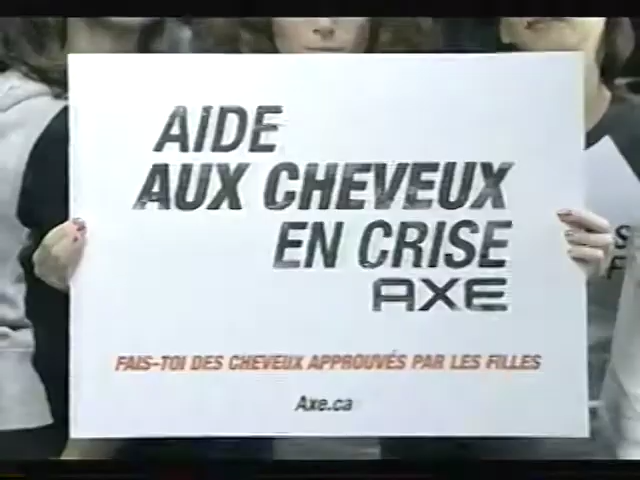 AIDE
AUX CHEVEUX
EN CRISE
AXE
FAIS-TOI DES CHEVEUX APPROUVÉS PAR LES FILLES
Axe.ca